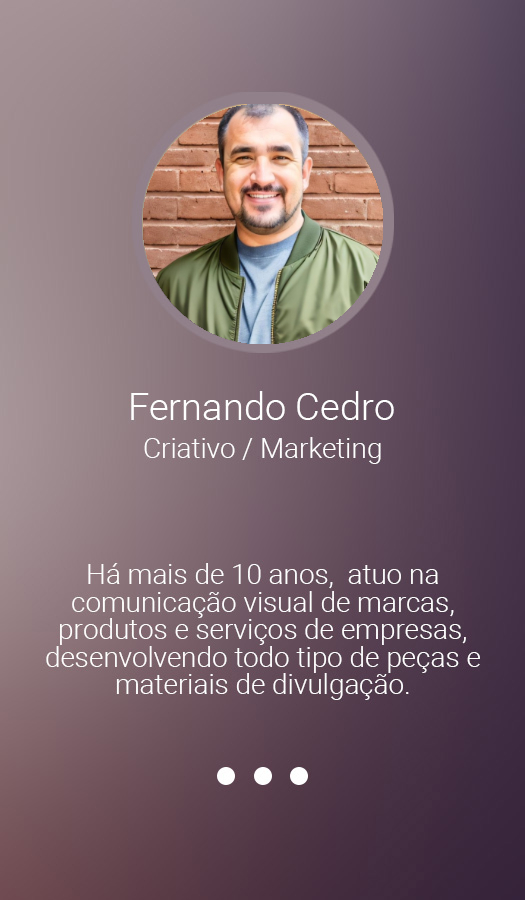 Fernando Cedro
Criativo / Marketing
Há mais de 10 anos,  atuo na
comunicação visual de marcas,
produtos e serviços de empresas,
desenvolvendo todo tipo de peças e
materiais de divulgação.